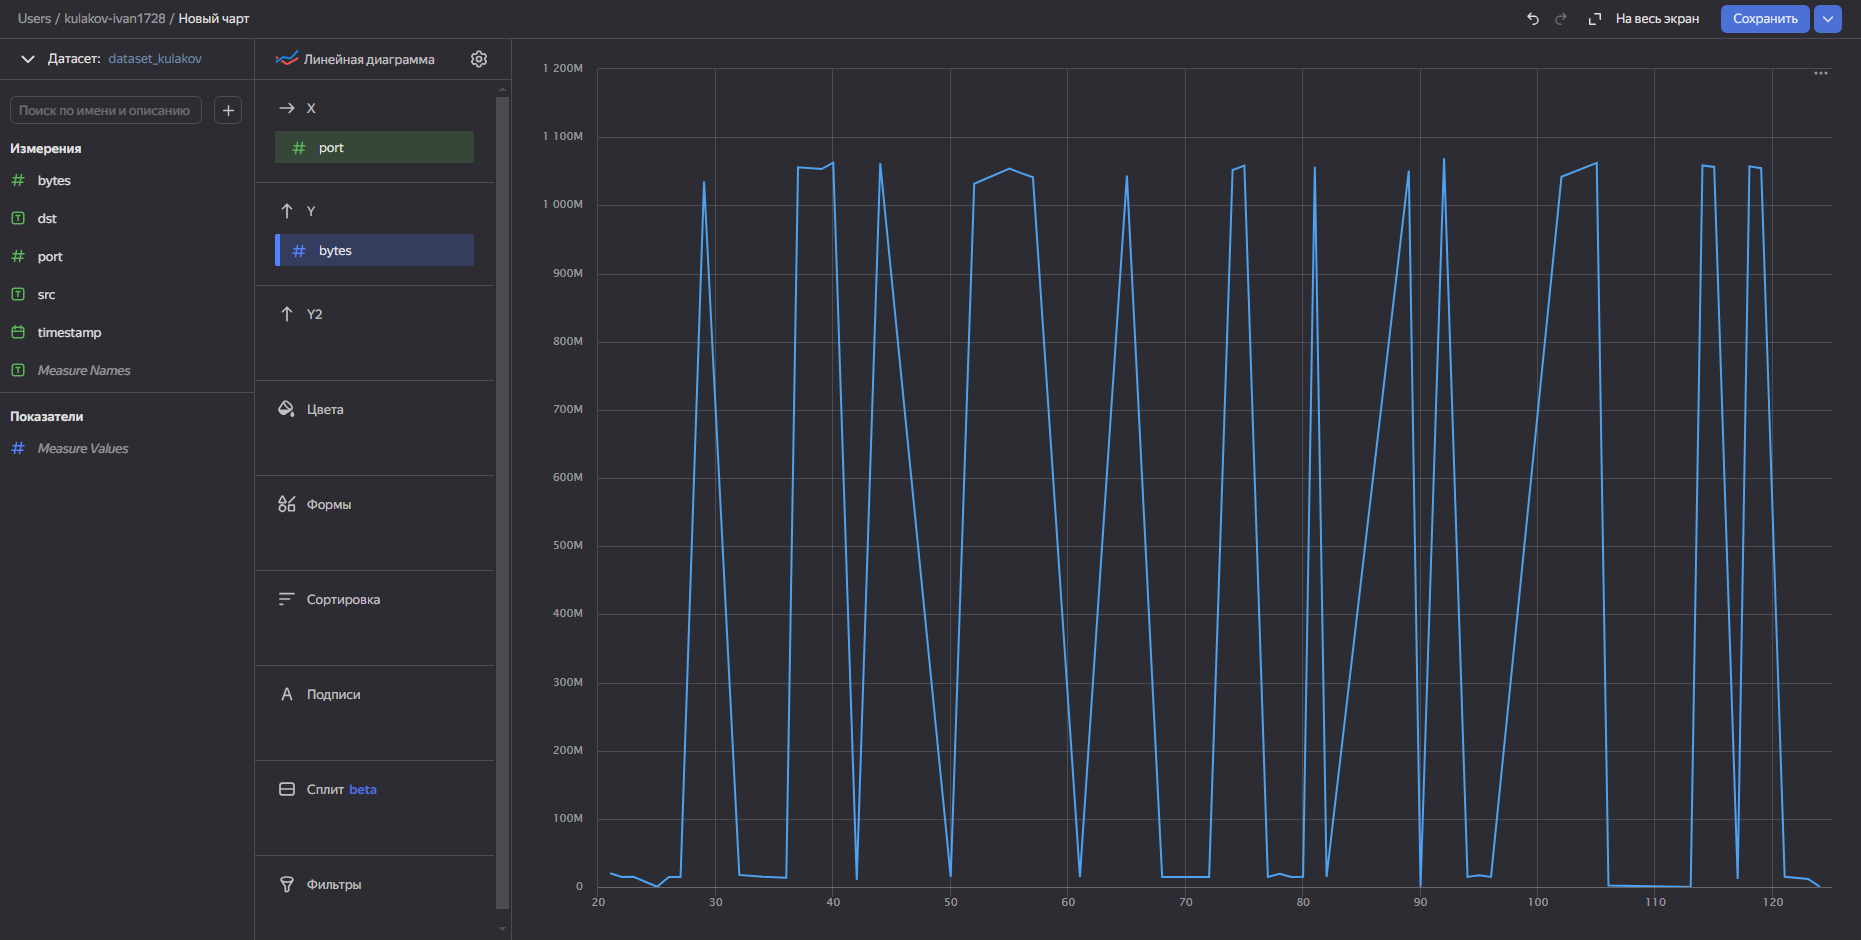 Users / kulakov-ivan1728 / Новый чарт
На весь экран
Сохранить
Датасет: dataset_kulakov
Поиск по имени и описанию
Измерения
bytes
dst
port
src
timestamp
Measure Names
Показатели
Measure Values
Линейная диаграмма
X
port
Y
bytes
Y2
Цвета
Формы
Сортировка
Подписи
Сплит beta
Фильтры
1 200M
1 100M
1 000M
900M
800M
700M
600M
500M
400M
300M
200M
100M
0
20 30 40 50 60 70 80 90 100 110 120